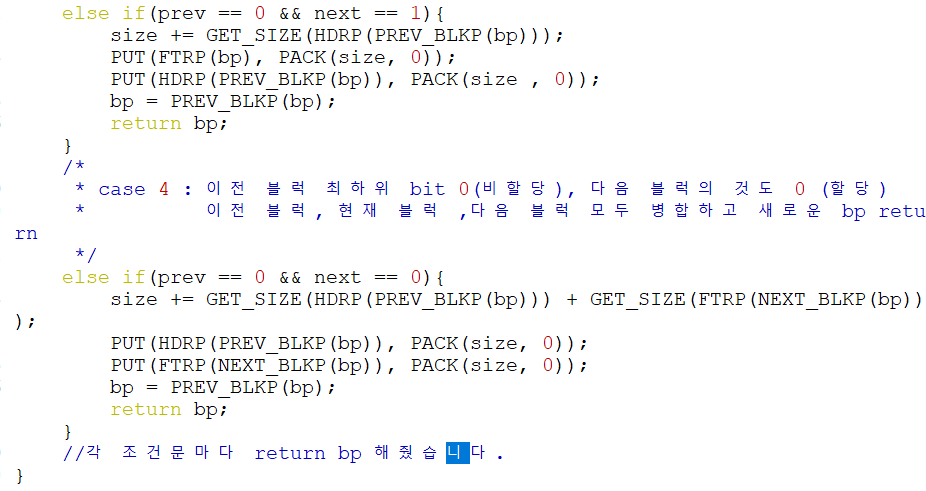 else if(prev == 0 && next == 1){
size += GET_SIZE(HDRP(PREV_BLKP(bp)));
PUT(FTRP(bp), PACK(size, 0));
PUT(HDRP(PREV_BLKP(bp)), PACK(size , 0));
bp = PREV_BLKP(bp);
return bp;
}
/*
* case 4 : 이전 블럭 최하위 bit 0(비할당), 다음 블럭의 것도 0 (할당)
* 이전 블럭, 현재 블럭 ,다음 블럭 모두 병합하고 새로운 bp retu
rn
*/
else if(prev == 0 && next == 0){
size += GET_SIZE(HDRP(PREV_BLKP(bp))) + GET_SIZE(FTRP(NEXT_BLKP(bp))
);
PUT(HDRP(PREV_BLKP(bp)), PACK(size, 0));
PUT(FTRP(NEXT_BLKP(bp)), PACK(size, 0));
bp = PREV_BLKP(bp);
return bp;
}
//각 조건문마다 return bp 해줬습니다.
}